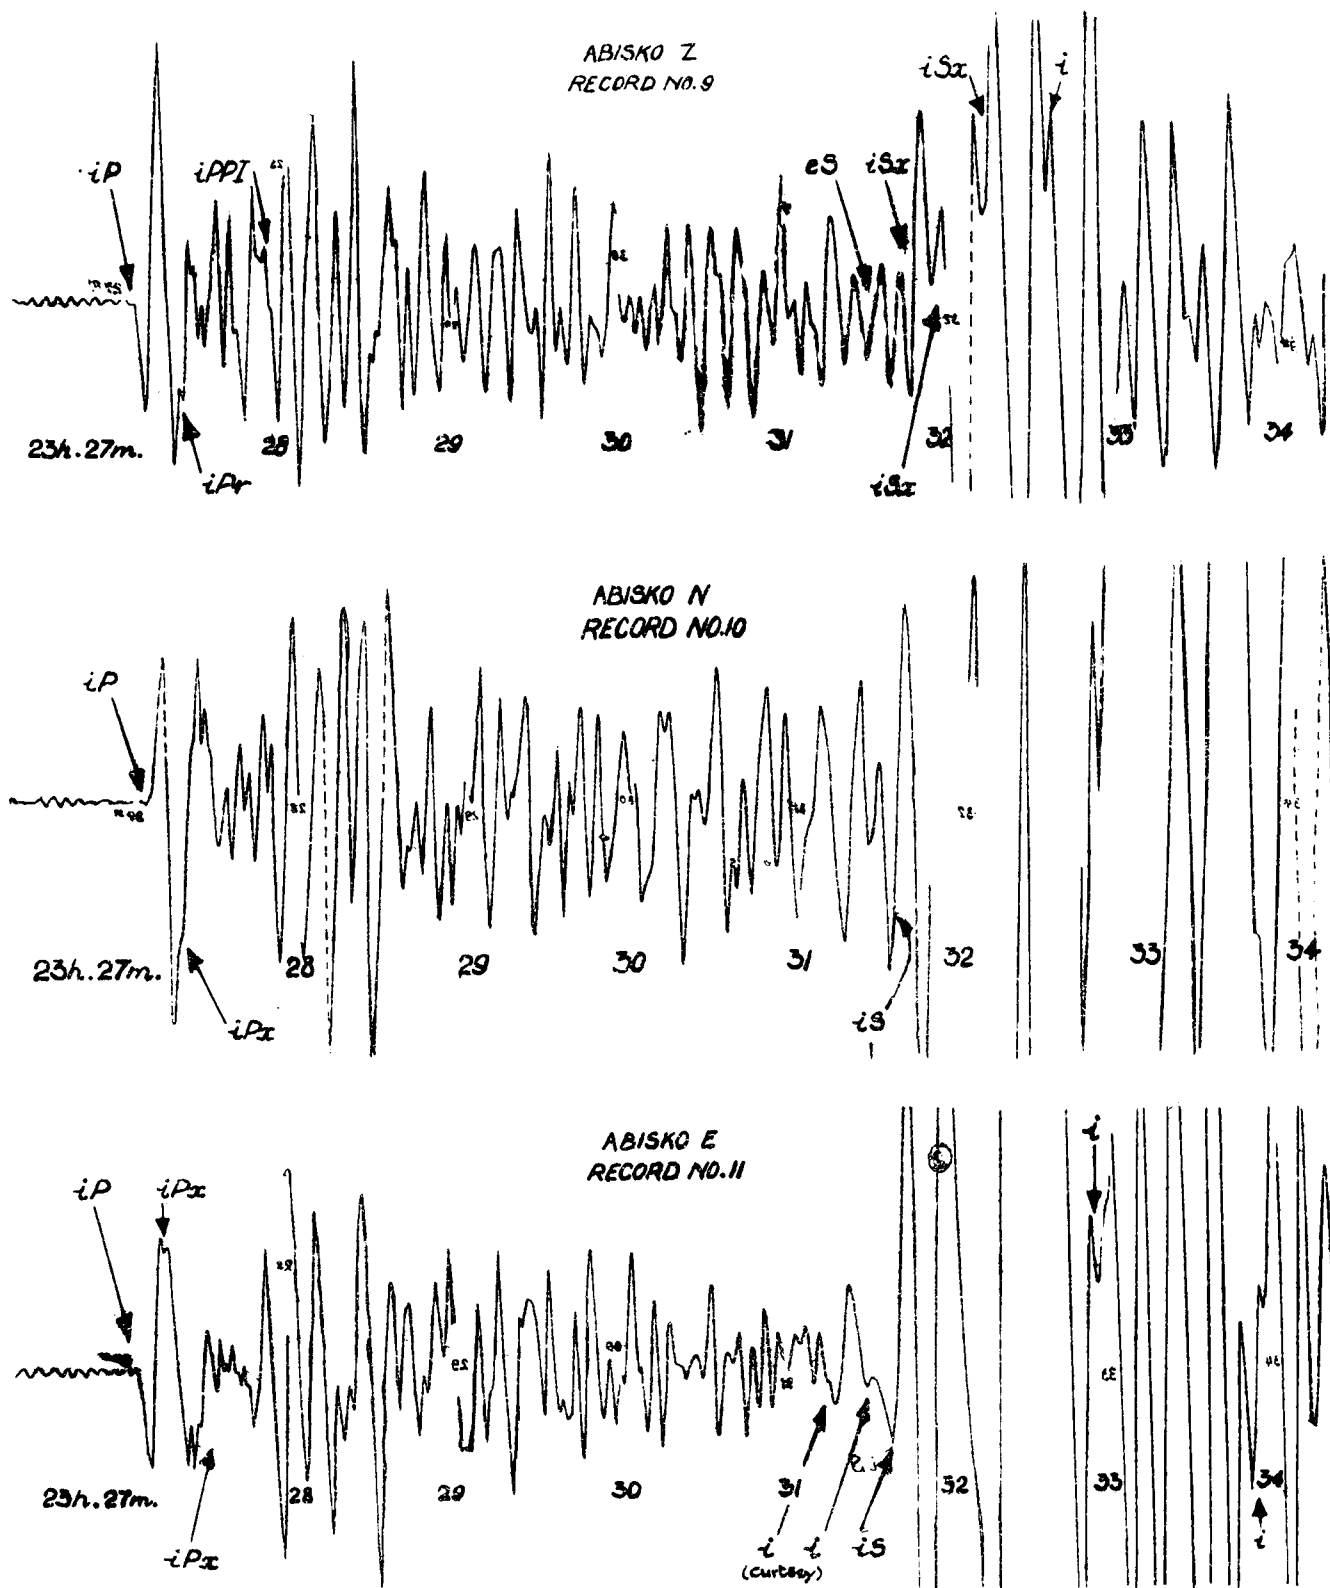 ABISKO Z
RECORD NO. 9
iSx i
iP iPPI eS iSx
23h. 27m. 28 29 30 31 32 33 34
iPr iSx
ABISKO N
RECORD NO. 10
iP
23h. 27m. 28 29 30 31 32 33 34
iPx iS
ABISKO E
RECORD NO. 11
i
iP iPx
23h. 27m. 28 29 30 31 32 33 34
iPx i i iS i
(curtesy)